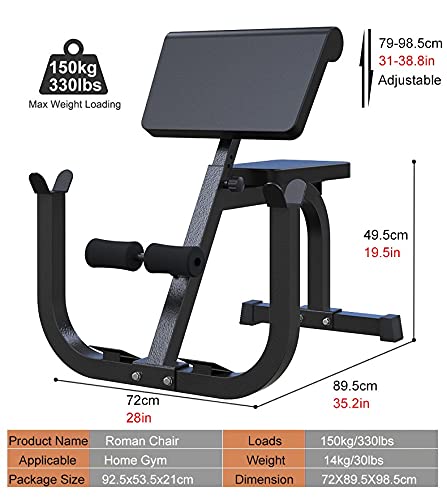 150kg
330lbs
Max Weight Loading
79-98.5cm
31-38.8in
Adjustable
49.5cm
19.5in
89.5cm
35.2in
72cm
28in
Product Name Roman Chair Loads 150kg/330lbs
Applicable Home Gym Weight 14kg/30lbs
Package Size 92.5x53.5x21cm Dimension 72X89.5X98.5cm